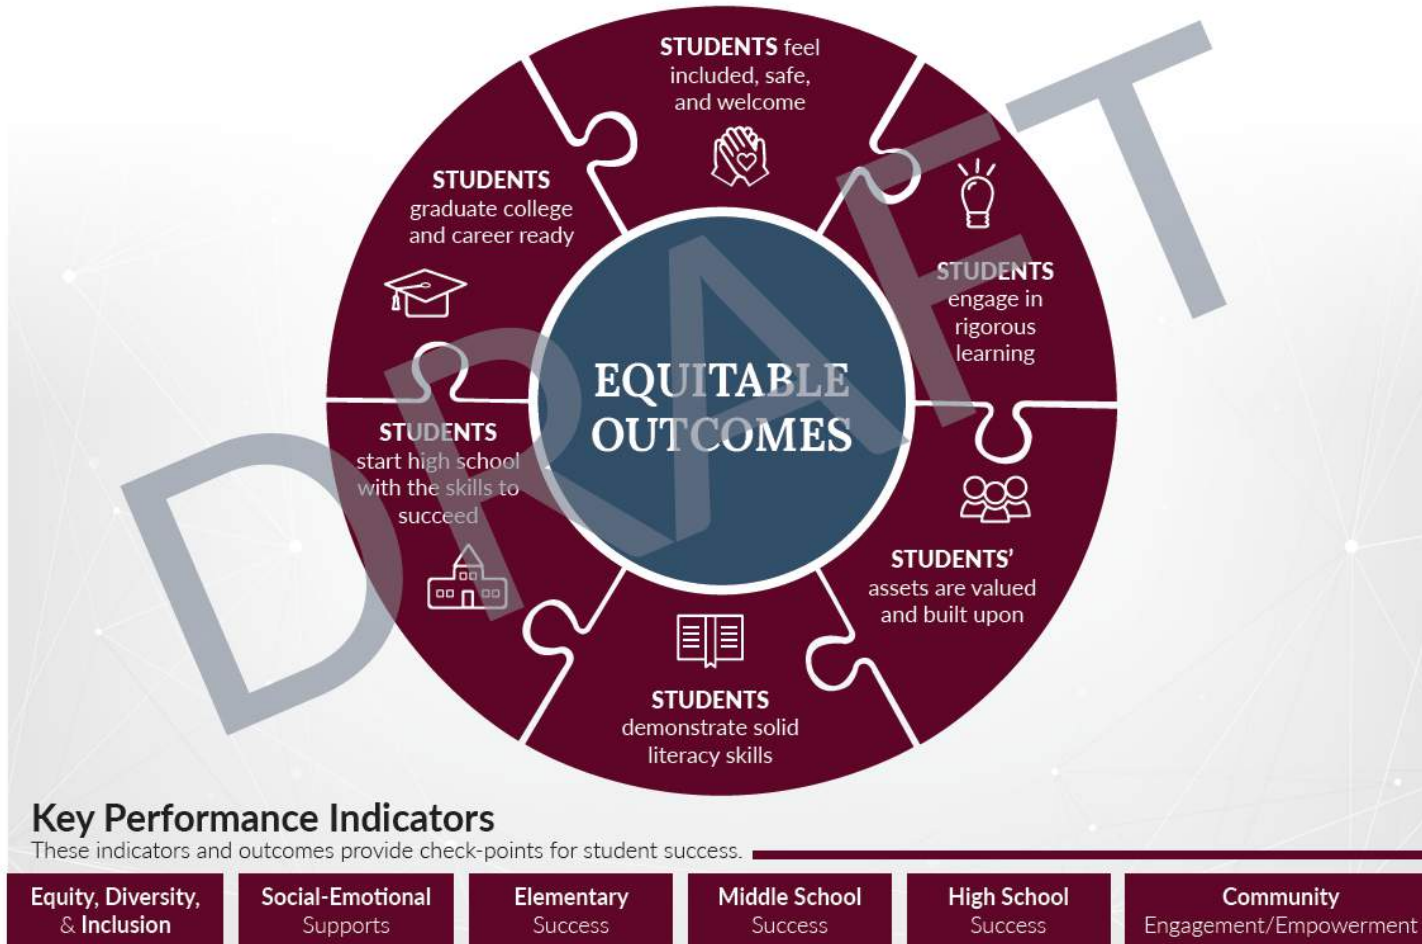 STUDENTS feel
included, safe,
and welcome
STUDENTS
engage in
rigorous
learning
STUDENTS'
assets are valued
and built upon
STUDENTS
demonstrate solid
literacy skills
STUDENTS
start high school
with the skills to
succeed
STUDENTS
graduate college
and career ready
EQUITABLE
OUTCOMES
DRAFT
Key Performance Indicators
These indicators and outcomes provide check-points for student success.
Equity, Diversity,
& Inclusion
Social-Emotional
Supports
Elementary
Success
Middle School
Success
High School
Success
Community
Engagement/Empowerment